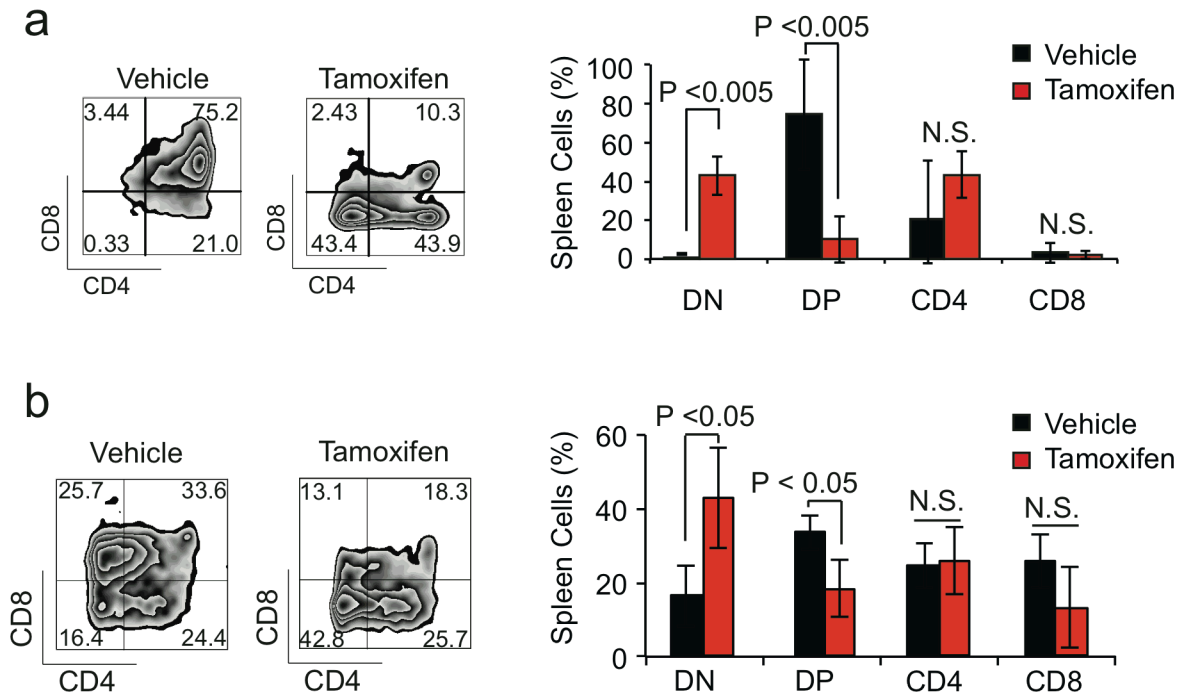 a
Vehicle
Tamoxifen
3.44 75.2
0.33 21.0
CD8
CD4
2.43 10.3
43.4 43.9
CD8
CD4
Vehicle
Tamoxifen
P <0.005
P <0.005
N.S.
N.S.
Spleen Cells (%)
100
80
60
40
20
0
DN DP CD4 CD8
b
Vehicle
Tamoxifen
25.7 33.6
16.4 24.4
CD8
CD4
13.1 18.3
42.8 25.7
CD8
CD4
Vehicle
Tamoxifen
P <0.05
P < 0.05
N.S.
N.S.
Spleen Cells (%)
60
40
20
0
DN DP CD4 CD8